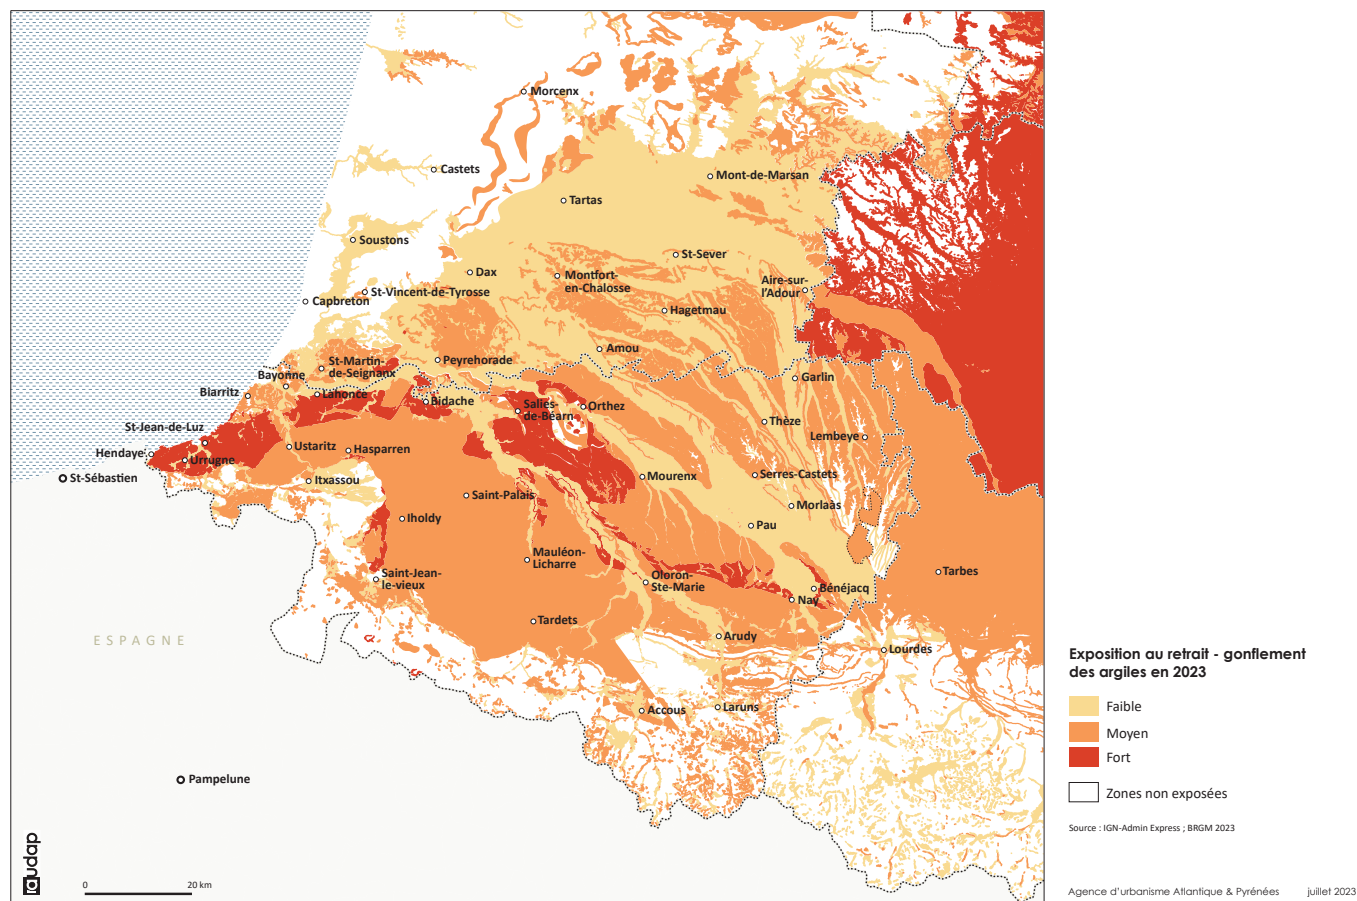 Morcenx
Castets
Mont-de-Marsan
Tartas
Soustons
St-Sever
Dax
Montfort-
en-Chalosse
Aire-sur-
l'Adour
St-Vincent-de-Tyrosse
Capbreton
Hagetmau
Amou
Peyrehorade
St-Martin-
de-Seignanx
Bayonne
Garlin
Biarritz
Lahonce
Bidache
Salies-
de-Béarn
Orthez
Thèze
St-Jean-de-Luz
Lembeye
Hendaye
Urrugne
Ustaritz
Hasparren
St-Sébastien
Itxassou
Mourenx
Serres-Castets
Saint-Palais
Morlaàs
Iholdy
Pau
Mauléon-
Licharre
Saint-Jean-
le-vieux
Oloron-
Ste-Marie
Tarbes
Bénéjacq
Nay
Tardets
Arudy
ESPAGNE
Lourdes
Accous
Laruns
Pampelune
audap
0 20 km
Exposition au retrait - gonflement
des argiles en 2023
Faible
Moyen
Fort
Zones non exposées
Source : IGN-Admin Express ; BRGM 2023
Agence d'urbanisme Atlantique & Pyrénées juillet 2023